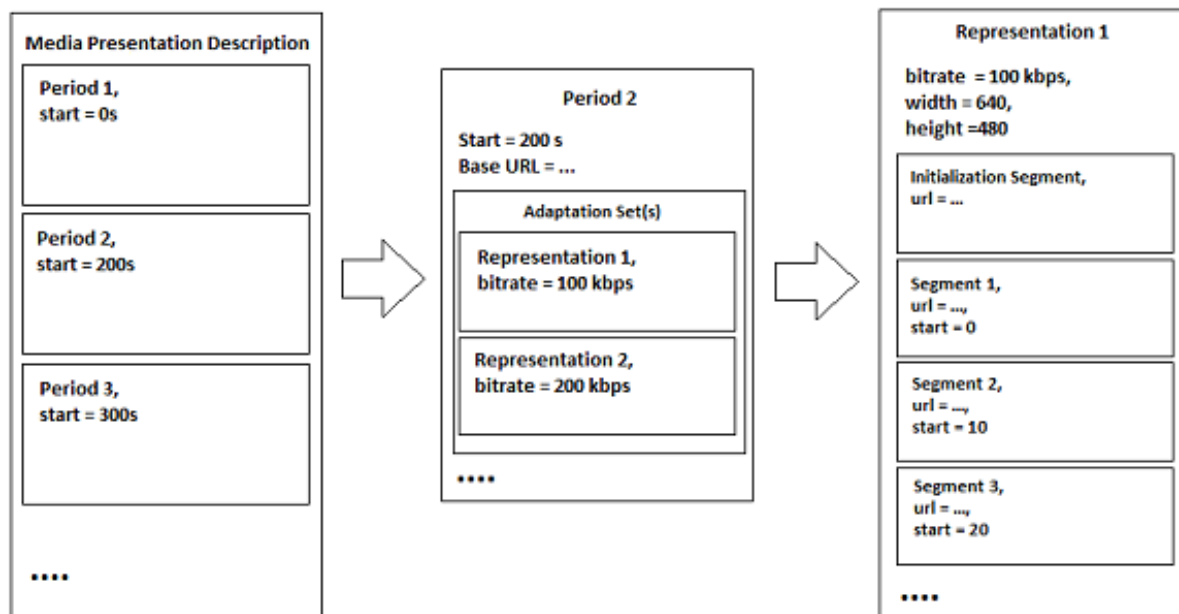 Media Presentation Description
Period 1,
start = 0s
Period 2,
start = 200s
Period 3,
start = 300s
....
Period 2
Start = 200 s
Base URL = ...
Adaptation Set(s)
Representation 1,
bitrate = 100 kbps
Representation 2,
bitrate = 200 kbps
....
Representation 1
bitrate = 100 kbps,
width = 640,
height =480
Initialization Segment,
url = ...
Segment 1,
url = ...,
start = 0
Segment 2,
url = ...,
start = 10
Segment 3,
url = ...,
start = 20
....